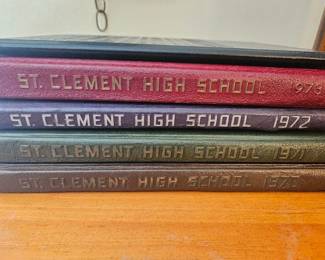 ST. CLEMENT HIGH SCHOOL 1973
ST. CLEMENT HIGH SCHOOL 1972
ST. CLEMENT HIGH SCHOOL 1971
ST. CLEMENT HIGH SCHOOL 1970